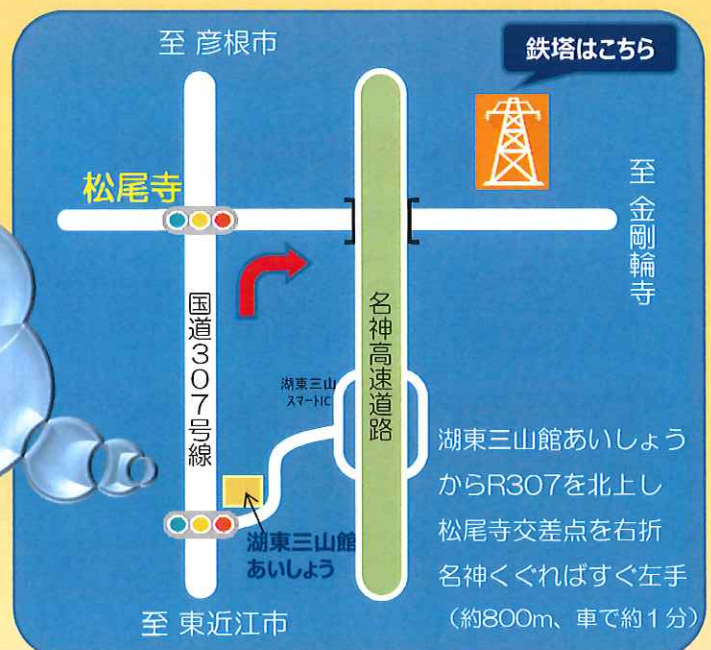 至 彦根市
鉄塔はこちら
松尾寺
至 金剛輪寺
国道307号線
名神高速道路
湖東三山
スマートIC
湖東三山館
あいしょう
湖東三山館あいしょう
からR307を北上し
松尾寺交差点を右折
名神くぐればすぐ左手
(約800m、車で約1分)
至 東近江市